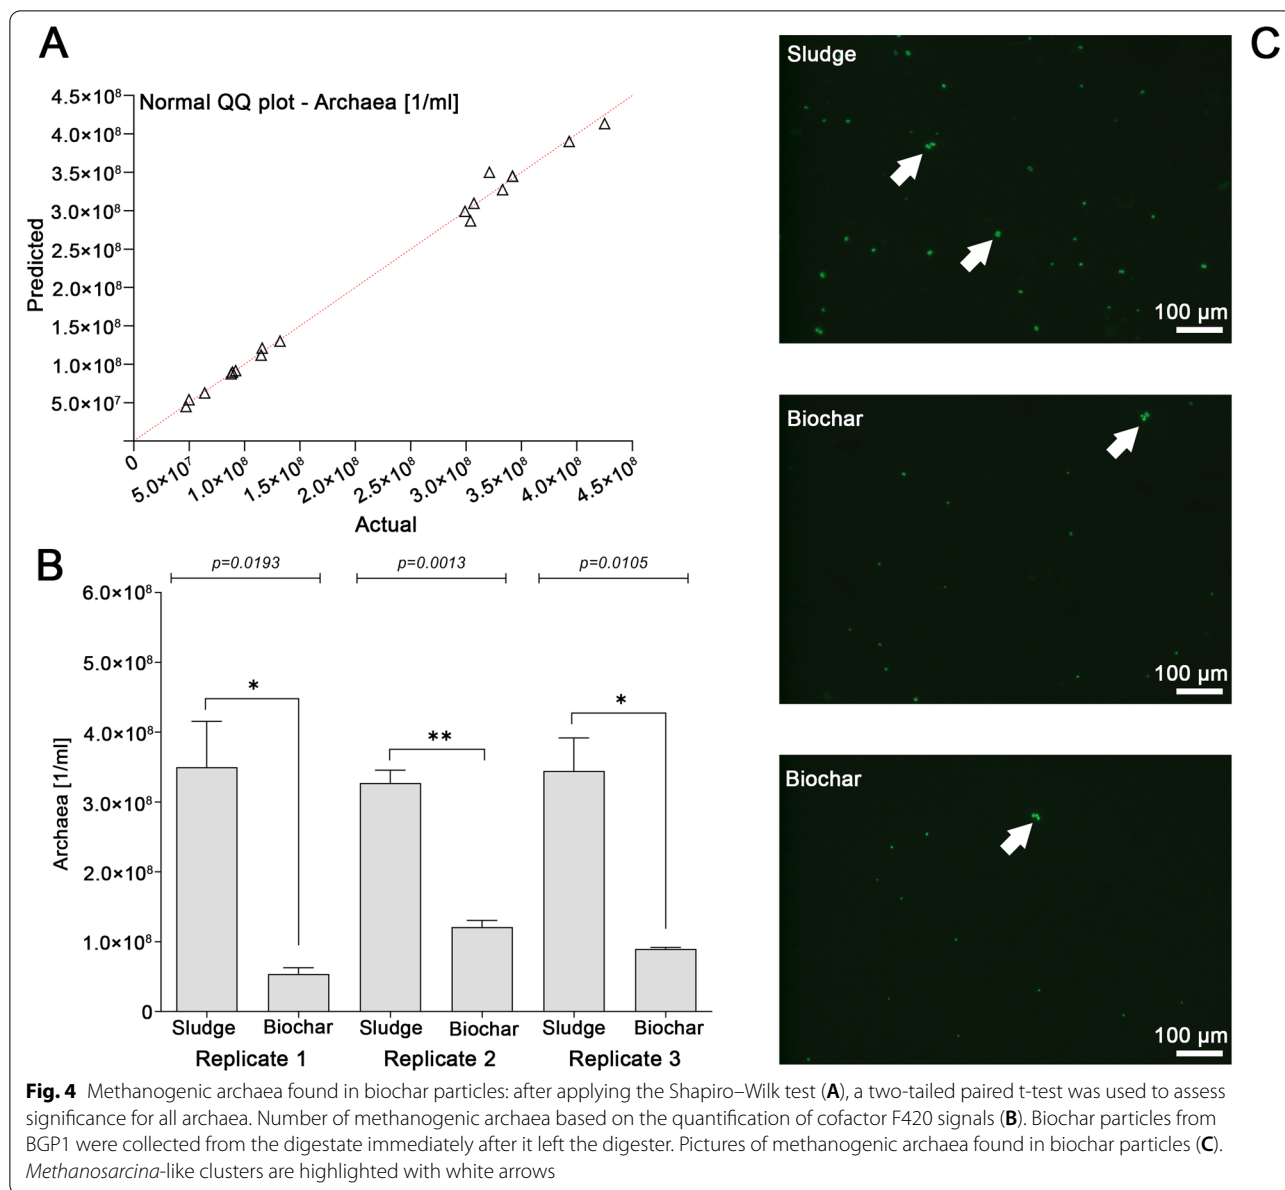 A
Normal QQ plot - Archaea [1/ml]
4.5×10⁸
4.0×10⁸
3.5×10⁸
3.0×10⁸
2.5×10⁸
2.0×10⁸
1.5×10⁸
1.0×10⁸
5.0×10⁷
Predicted
0 5.0×10⁷ 1.0×10⁸ 1.5×10⁸ 2.0×10⁸ 2.5×10⁸ 3.0×10⁸ 3.5×10⁸ 4.0×10⁸ 4.5×10⁸
Actual
B
p=0.0193 p=0.0013 p=0.0105
6.0×10⁸
5.0×10⁸
4.0×10⁸
3.0×10⁸
2.0×10⁸
1.0×10⁸
0
Archaea [1/ml]
* ** *
Sludge Biochar Sludge Biochar Sludge Biochar
Replicate 1 Replicate 2 Replicate 3
C
Sludge
100 µm
Biochar
100 µm
Biochar
100 µm
Fig. 4 Methanogenic archaea found in biochar particles: after applying the Shapiro–Wilk test (A), a two-tailed paired t-test was used to assess
significance for all archaea. Number of methanogenic archaea based on the quantification of cofactor F420 signals (B). Biochar particles from
BGP1 were collected from the digestate immediately after it left the digester. Pictures of methanogenic archaea found in biochar particles (C).
Methanosarcina-like clusters are highlighted with white arrows